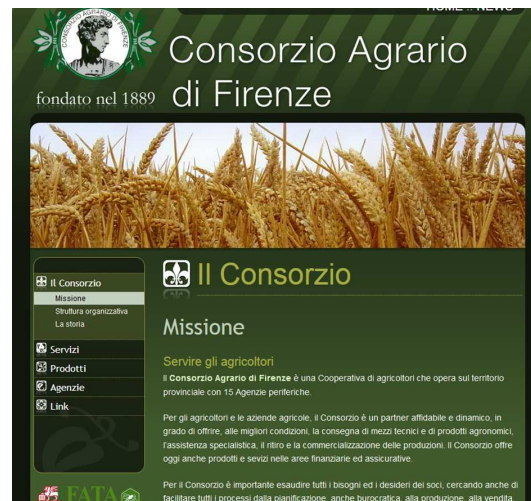 HOME :: NEWS
CONSORZIO AGRARIO DI FIRENZE
fondato nel 1889
Consorzio Agrario
di Firenze
Il Consorzio
Missione
Struttura organizzativa
La storia
Servizi
Prodotti
Agenzie
Link
FATA
Il Consorzio
Missione
Servire gli agricoltori
Il Consorzio Agrario di Firenze è una Cooperativa di agricoltori che opera sul territorio
provinciale con 15 Agenzie periferiche.
Per gli agricoltori e le aziende agricole, il Consorzio è un partner affidabile e dinamico, in
grado di offrire, alle migliori condizioni, la consegna di mezzi tecnici e di prodotti agronomici,
l'assistenza specialistica, il ritiro e la commercializzazione delle produzioni. Il Consorzio offre
oggi anche prodotti e sevizi nelle aree finanziarie ed assicurative.
Per il Consorzio è importante esaudire tutti i bisogni ed i desideri dei soci, cercando anche di
facilitare tutti i processi dalla pianificazione, anche burocratica, alla produzione, alla vendita,